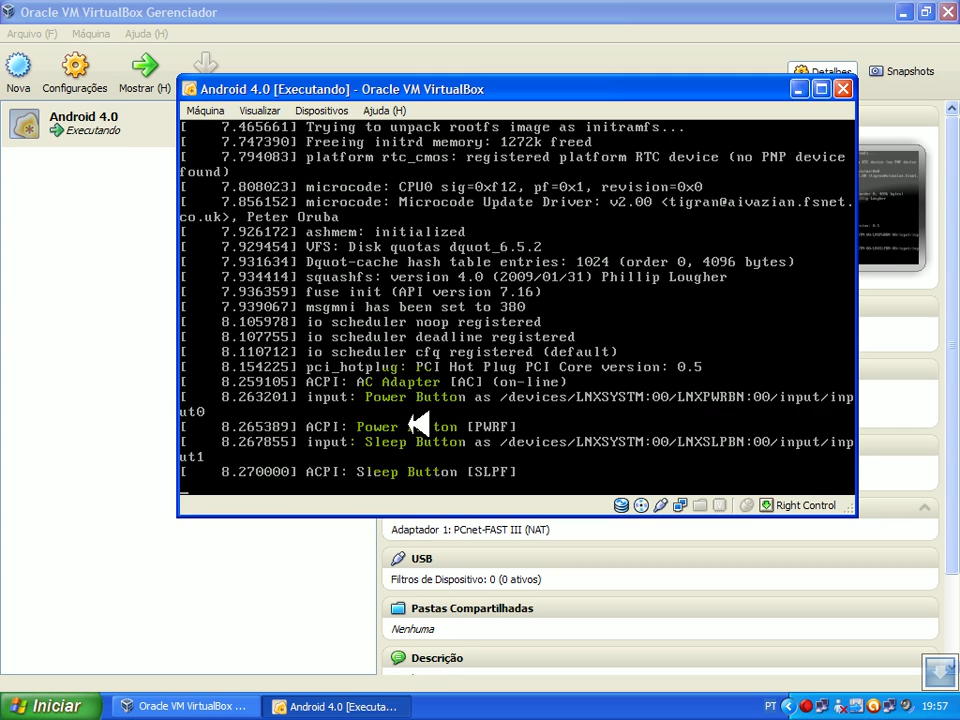 Oracle VM VirtualBox Gerenciador
Arquivo (F) Máquina Ajuda (H)
Nova Configurações Mostrar (H)
Detalhes Snapshots
Android 4.0
Executando
Android 4.0 [Executando] - Oracle VM VirtualBox
Máquina Visualizar Dispositivos Ajuda (H)
[ 7.465661] Trying to unpack rootfs image as initramfs...
[ 7.747390] Freeing initrd memory: 1272k freed
[ 7.794083] platform rtc_cmos: registered platform RTC device (no PNP device
found)
[ 7.808023] microcode: CPU0 sig=0xf12, pf=0x1, revision=0x0
[ 7.856152] microcode: Microcode Update Driver: v2.00 <tigran@aivazian.fsnet.
co.uk>, Peter Oruba
[ 7.926172] ashmem: initialized
[ 7.929454] VFS: Disk quotas dquot_6.5.2
[ 7.931634] Dquot-cache hash table entries: 1024 (order 0, 4096 bytes)
[ 7.934414] squashfs: version 4.0 (2009/01/31) Phillip Lougher
[ 7.936359] fuse init (API version 7.16)
[ 7.939067] msgmni has been set to 380
[ 8.105978] io scheduler noop registered
[ 8.107755] io scheduler deadline registered
[ 8.110712] io scheduler cfq registered (default)
[ 8.154225] pci_hotplug: PCI Hot Plug PCI Core version: 0.5
[ 8.259105] ACPI: AC Adapter [AC] (on-line)
[ 8.263201] input: Power Button as /devices/LNXSYSTM:00/LNXPWRBN:00/input/inp
ut0
[ 8.265389] ACPI: Power Button [PWRF]
[ 8.267855] input: Sleep Button as /devices/LNXSYSTM:00/LNXSLPBN:00/input/inp
ut1
[ 8.270000] ACPI: Sleep Button [SLPF]
Right Control
Adaptador 1: PCnet-FAST III (NAT)
USB
Filtros de Dispositivo: 0 (0 ativos)
Pastas Compartilhadas
Nenhuma
Descrição
Iniciar Oracle VM VirtualBox ... Android 4.0 [Executa... PT 19:57